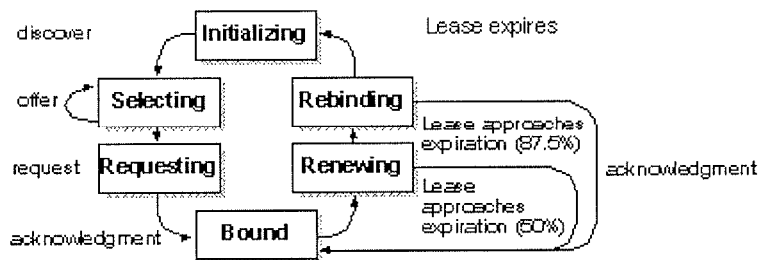 discover
Initializing
Lease expires
offer
Selecting
Rebinding
Lease approaches
expiration (87.5%)
request
Requesting
Renewing
acknowledgment
Lease
approaches
expiration (50%)
acknowledgment
Bound